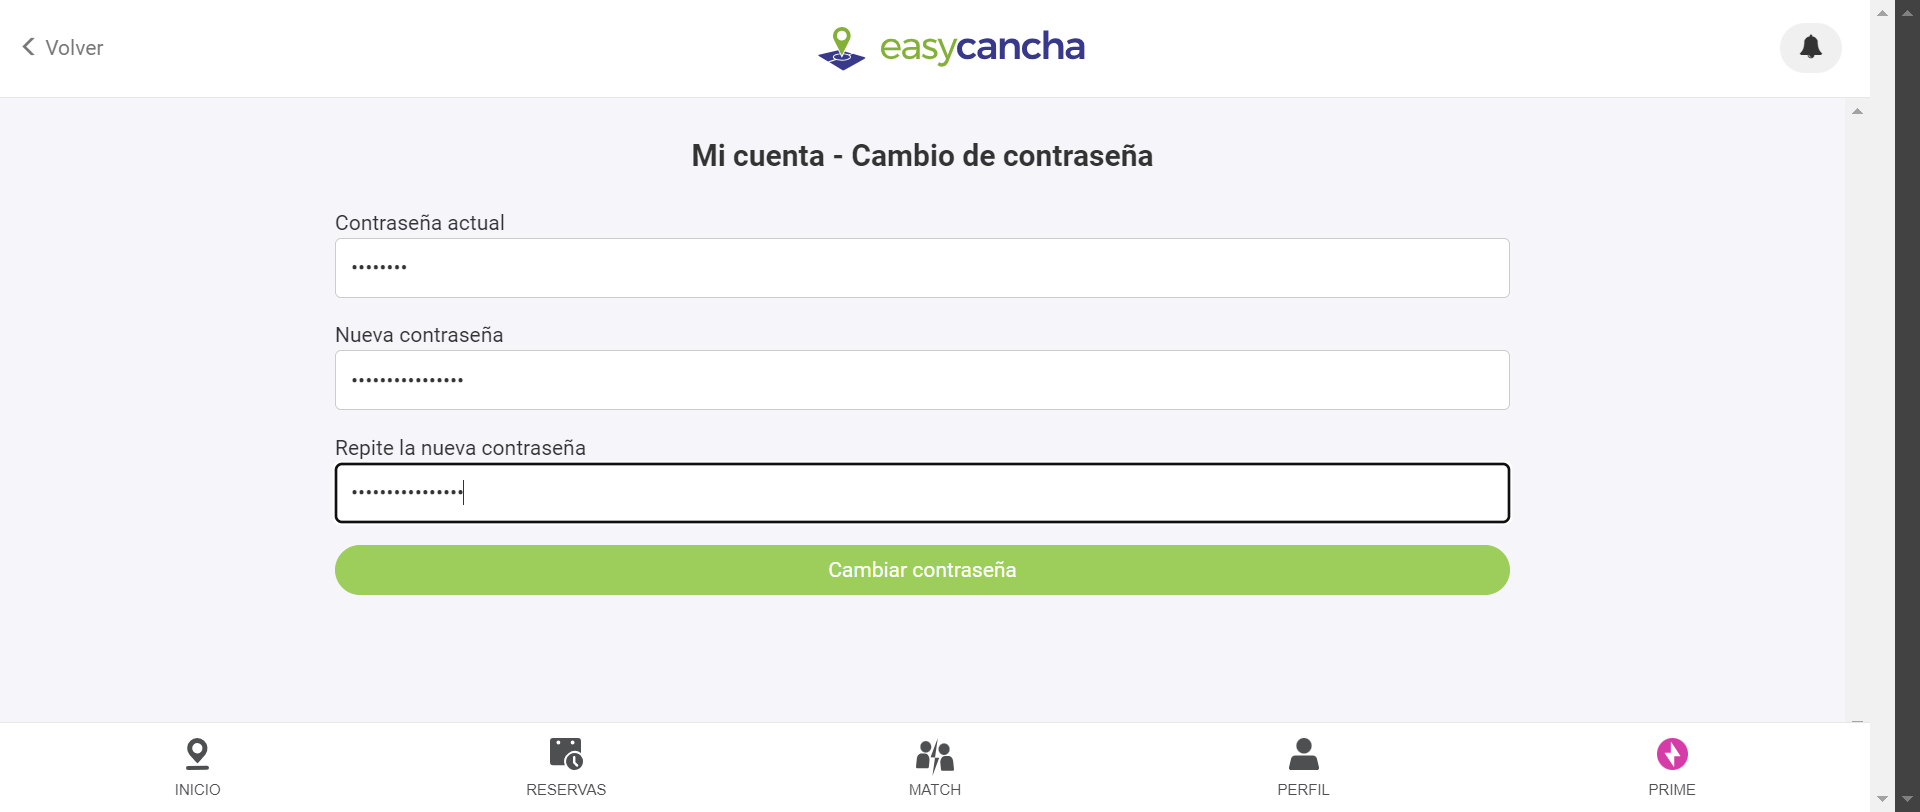 Volver
easycancha
Mi cuenta - Cambio de contraseña
Contraseña actual
••••••••
Nueva contraseña
••••••••••••••••
Repite la nueva contraseña
••••••••••••••••
Cambiar contraseña
INICIO
RESERVAS
MATCH
PERFIL
PRIME